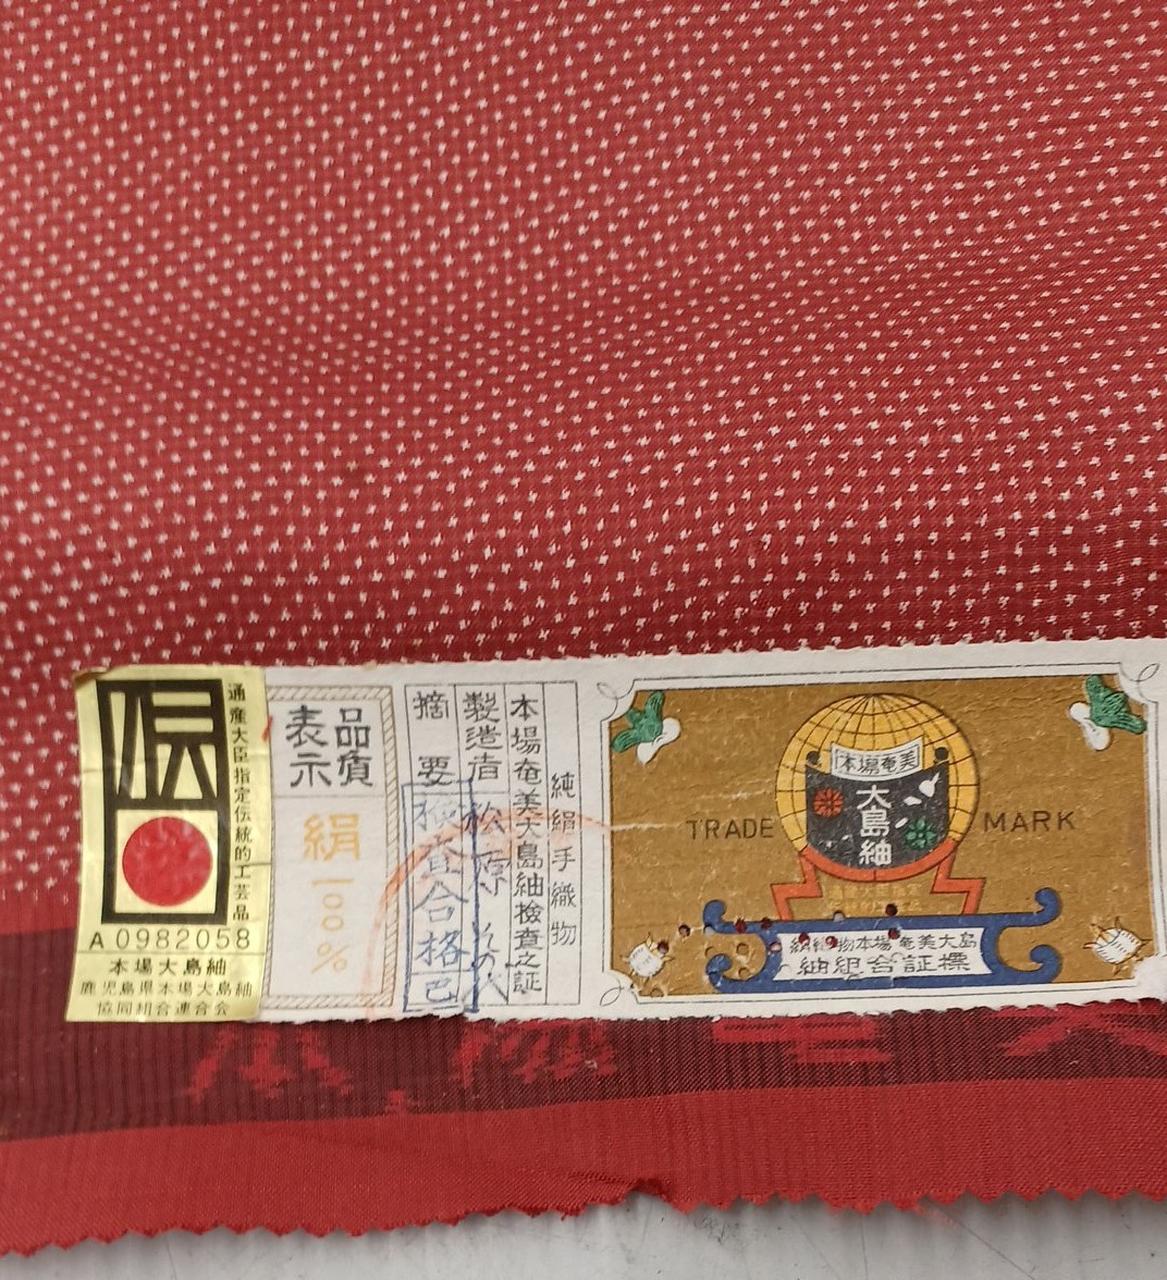 伝
通産大臣指定伝統的工芸品
A 0982058
本場大島紬
鹿児島県本場大島紬
協同組合連合会
品質
表示
絹
一〇〇%
純絹手織物
本場奄美大島紬検査之証
製造者
摘要
検査合格
TRADE MARK
本場奄美
大島紬
絹織物本場奄美大島
紬組合証標